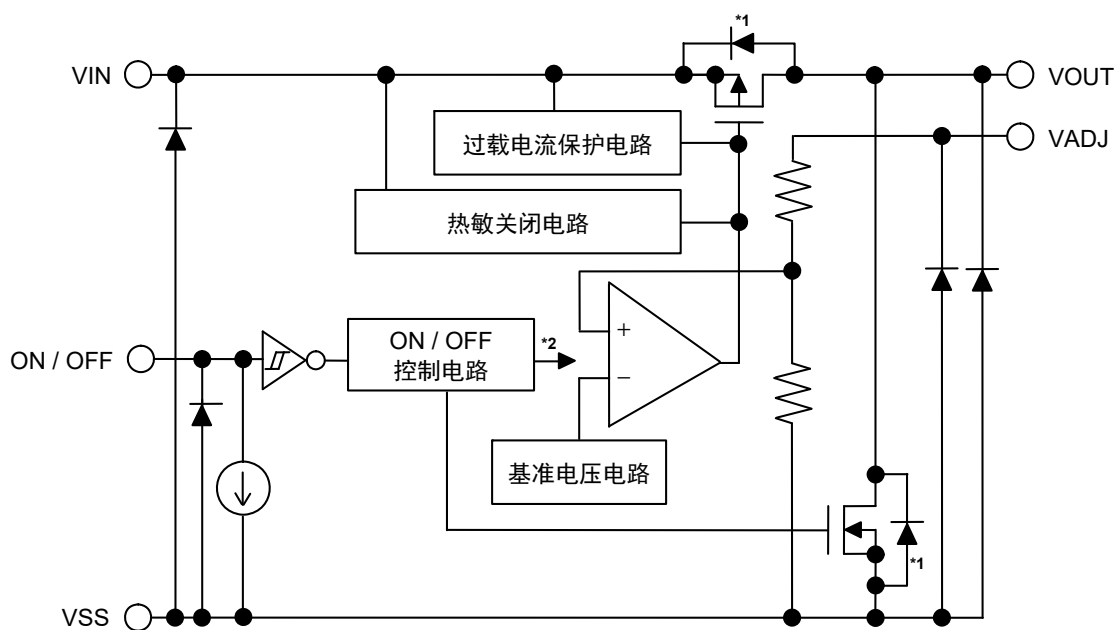 *1
VIN
VOUT
过载电流保护电路
VADJ
热敏关闭电路
ON / OFF
ON / OFF
控制电路
*2
+
−
基准电压电路
*1
VSS